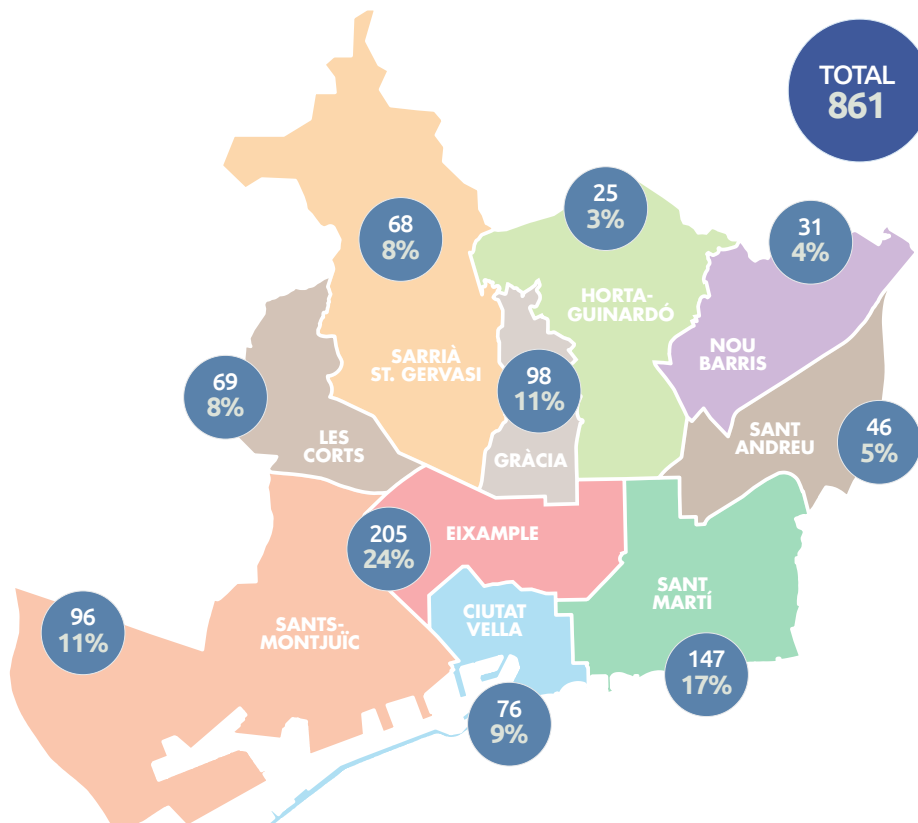 TOTAL
861
25
3%
68
8%
31
4%
HORTA-
GUINARDÓ
NOU
BARRIS
SARRIÀ
ST. GERVASI
98
11%
69
8%
SANT
ANDREU
46
5%
LES
CORTS
GRÀCIA
205
24%
EIXAMPLE
SANT
MARTÍ
96
11%
SANTS-
MONTJUÏC
CIUTAT
VELLA
147
17%
76
9%